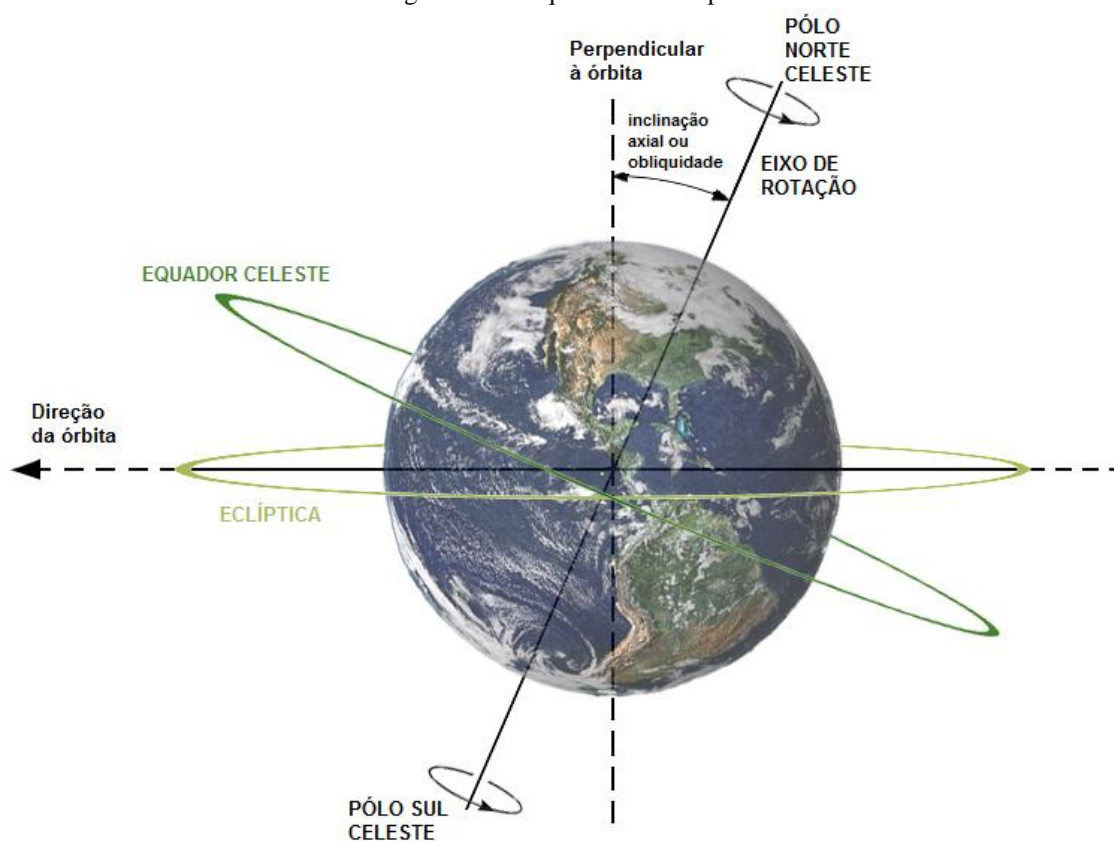 PÓLO
NORTE
CELESTE
Perpendicular
à órbita
inclinação
axial ou
obliquidade
EIXO DE
ROTAÇÃO
EQUADOR CELESTE
Direção
da órbita
ECLÍPTICA
PÓLO SUL
CELESTE